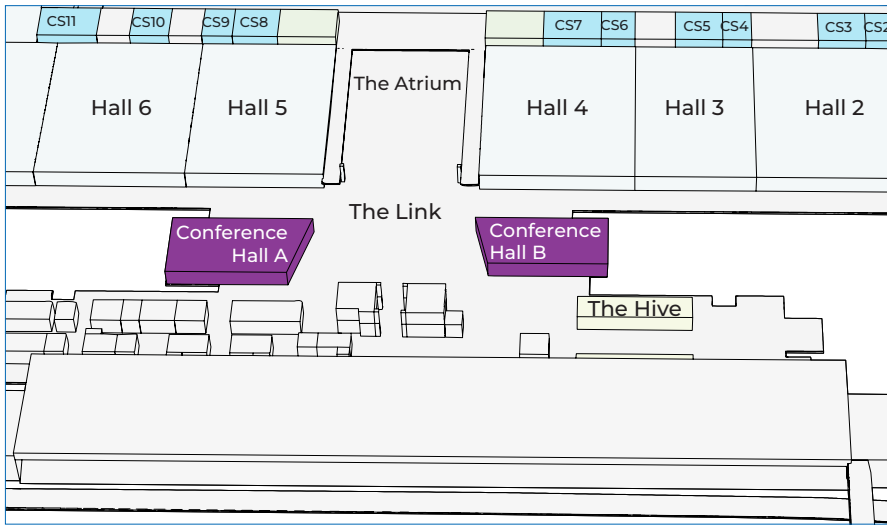 CS11
CS10
CS9
CS8
CS7
CS6
CS5
CS4
CS3
CS2
The Atrium
Hall 6
Hall 5
Hall 4
Hall 3
Hall 2
The Link
Conference
Hall A
Conference
Hall B
The Hive